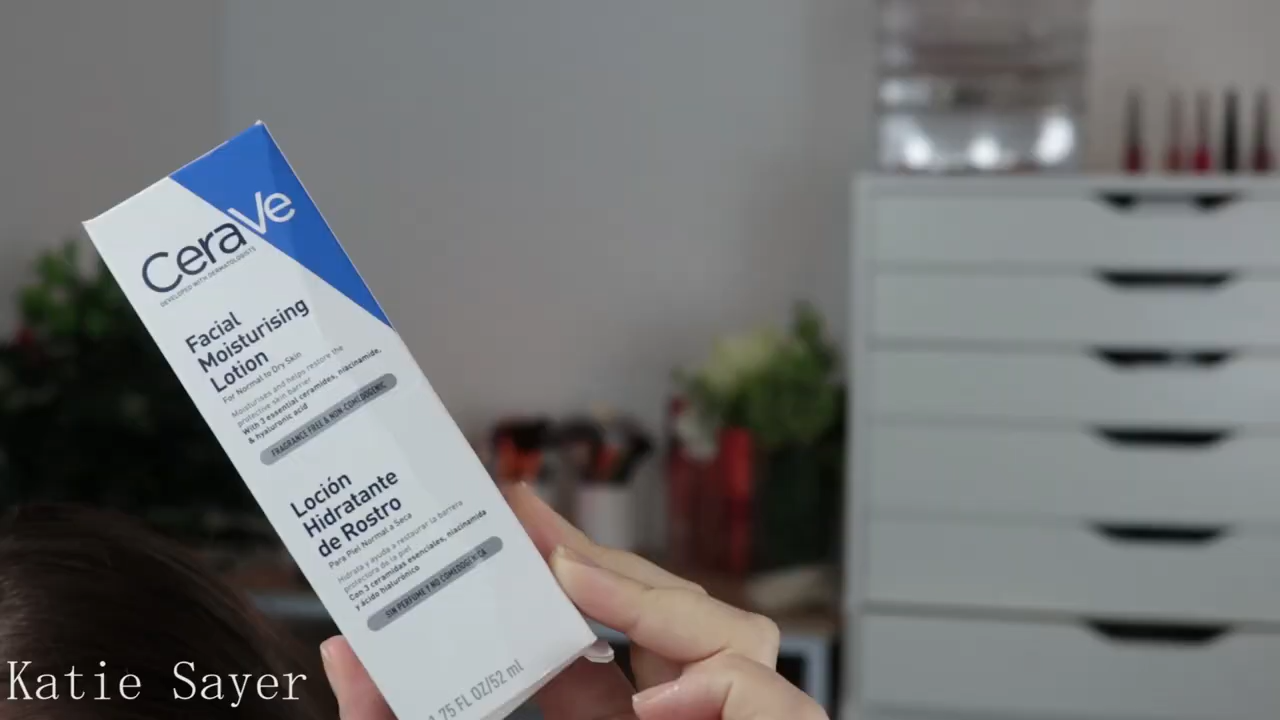 CeraVe
DEVELOPED WITH DERMATOLOGISTS
Facial
Moisturising
Lotion
For Normal to Dry Skin
Moisturises and helps restore the
protective skin barrier
With 3 essential ceramides, niacinamide,
& hyaluronic acid
FRAGRANCE FREE & NON-COMEDOGENIC
Loción
Hidratante
de Rostro
Para Piel Normal a Seca
Hidrata y ayuda a restaurar la barrera
protectora de la piel
Con 3 ceramidas esenciales, niacinamida
y ácido hialurónico
SIN PERFUME Y NO COMEDOGÉNICA
1.75 FL OZ/52 ml
Katie Sayer